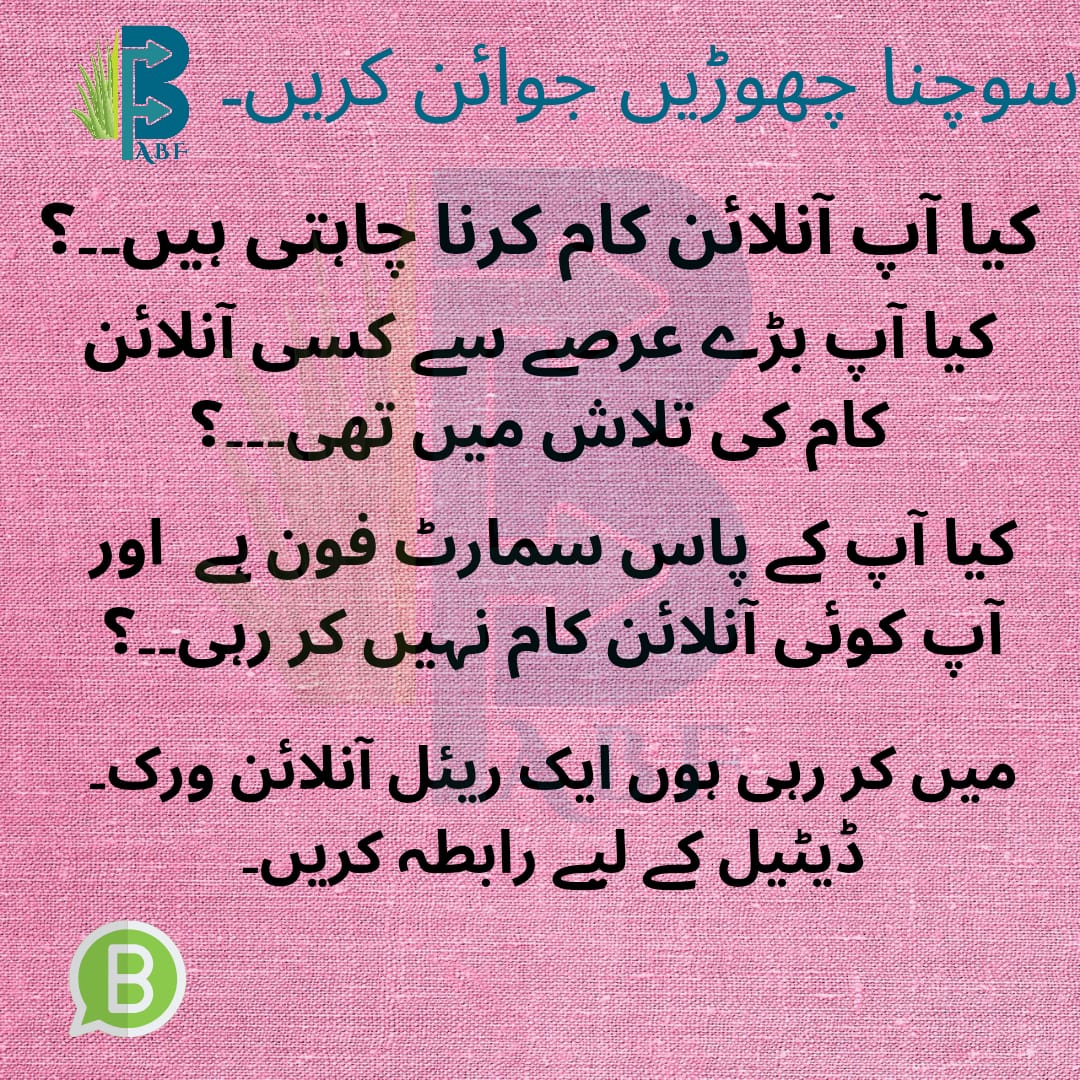 سوچنا چھوڑیں جوائن کریں۔
ABF
کیا آپ آنلائن کام کرنا چاہتی ہیں۔۔؟
کیا آپ بڑے عرصے سے کسی آنلائن
کام کی تلاش میں تھی۔۔۔؟
کیا آپ کے پاس سمارٹ فون ہے اور
آپ کوئی آنلائن کام نہیں کر رہی۔۔؟
میں کر رہی ہوں ایک ریئل آنلائن ورک۔
ڈیٹیل کے لیے رابطہ کریں۔
ABF
B